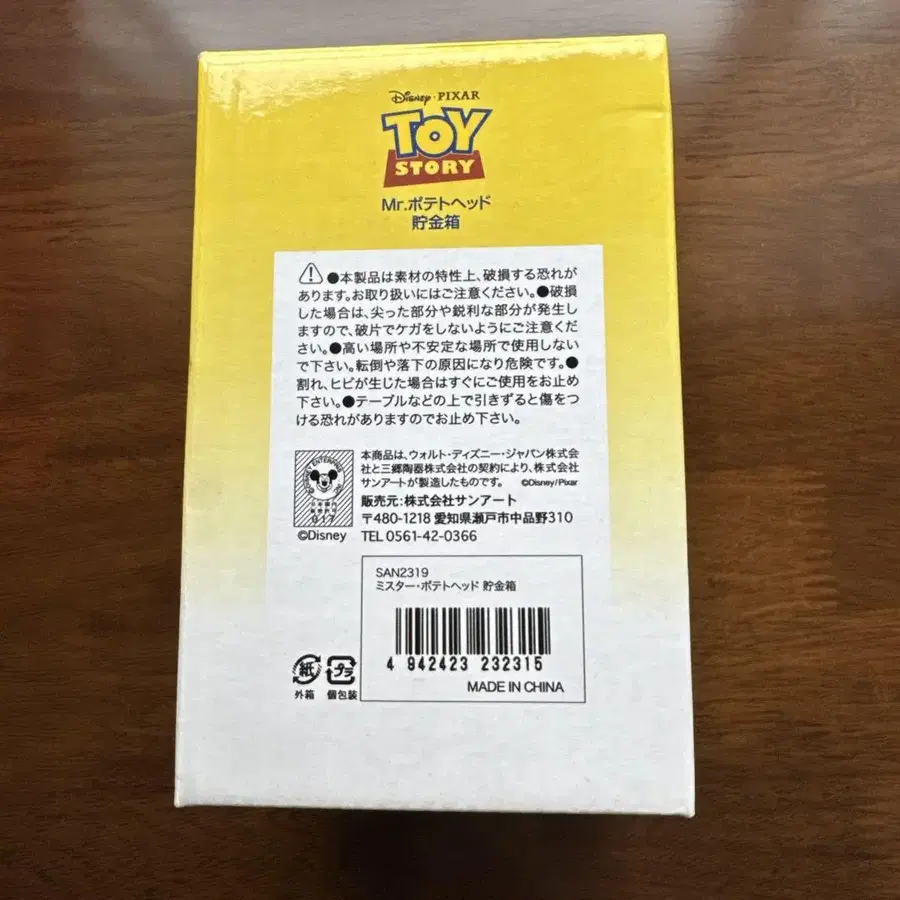 Disney·PIXAR
TOY
STORY
Mr.ポテトヘッド
貯金箱
●本製品は素材の特性上、破損する恐れが
あります。お取り扱いにはご注意ください。●破損
した場合は、尖った部分や鋭利な部分が発生し
ますので、破片でケガをしないようにご注意くだ
さい。●高い場所や不安定な場所で使用しない
で下さい。転倒や落下の原因になり危険です。●
割れ、ヒビが生じた場合はすぐにご使用をお止め
下さい。●テーブルなどの上で引きずると傷をつ
ける恐れがありますのでお止め下さい。
本商品は、ウォルト・ディズニー・ジャパン株式会
社と三郷陶器株式会社の契約により、株式会社
サンアートが製造したものです。 ©Disney/Pixar
販売元:株式会社サンアート
〒480-1218 愛知県瀬戸市中品野310
TEL 0561-42-0366
©Disney
SAN2319
ミスター・ポテトヘッド 貯金箱
4 942423 232315
MADE IN CHINA
紙 プラ
外箱 個包装